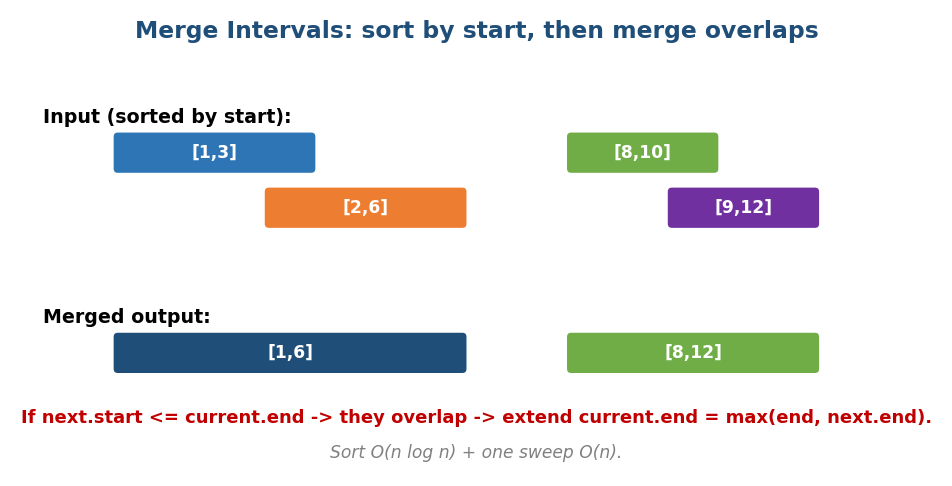 Merge Intervals: sort by start, then merge overlaps
Input (sorted by start):
[1,3]
[8,10]
[2,6]
[9,12]
Merged output:
[1,6]
[8,12]
If next.start <= current.end -> they overlap -> extend current.end = max(end, next.end).
Sort O(n log n) + one sweep O(n).